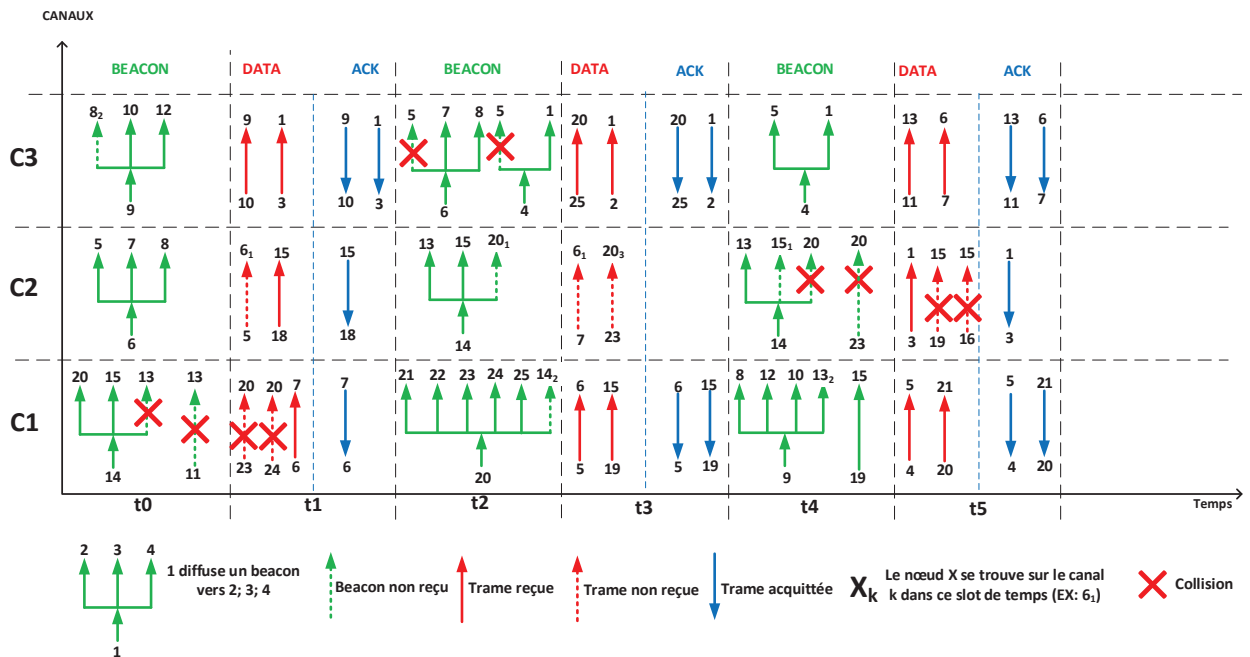 CANAUX
BEACON DATA ACK BEACON DATA ACK BEACON DATA ACK
C3
8₂ 10 12 9 1 9 1 5 7 8 5 1 20 1 20 1 5 1 13 6 13 6
9 10 3 10 3 6 4 25 2 25 2 4 11 7 11 7
C2
5 7 8 6₁ 15 15 13 15 20₁ 6₁ 20₃ 13 15₁ 20 20 1 15 15 1
6 5 18 18 14 7 23 14 23 3 19 16 3
C1
20 15 13 13 20 20 7 7 21 22 23 24 25 14₂ 6 15 6 15 8 12 10 13₂ 15 5 21 5 21
14 11 23 24 6 6 20 5 19 5 19 9 19 4 20 4 20
t0 t1 t2 t3 t4 t5 Temps
2 3 4
1 diffuse un beacon
vers 2; 3; 4
1
Beacon non reçu
Trame reçue
Trame non reçue
Trame acquittée
X_k
Le nœud X se trouve sur le canal
k dans ce slot de temps (EX: 6₁)
Collision